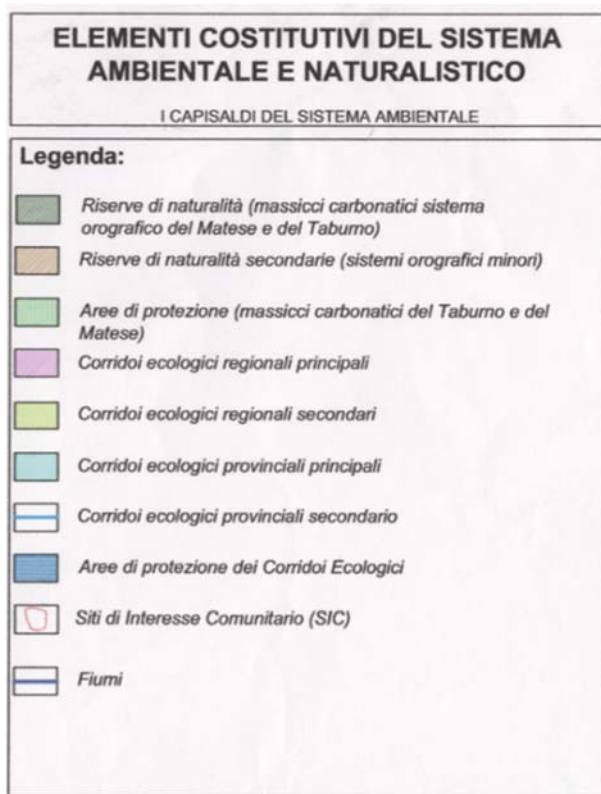 ELEMENTI COSTITUTIVI DEL SISTEMA
AMBIENTALE E NATURALISTICO
I CAPISALDI DEL SISTEMA AMBIENTALE
Legenda:
Riserve di naturalità (massicci carbonatici sistema
orografico del Matese e del Taburno)
Riserve di naturalità secondarie (sistemi orografici minori)
Aree di protezione (massicci carbonatici del Taburno e del
Matese)
Corridoi ecologici regionali principali
Corridoi ecologici regionali secondari
Corridoi ecologici provinciali principali
Corridoi ecologici provinciali secondario
Aree di protezione dei Corridoi Ecologici
Siti di Interesse Comunitario (SIC)
Fiumi